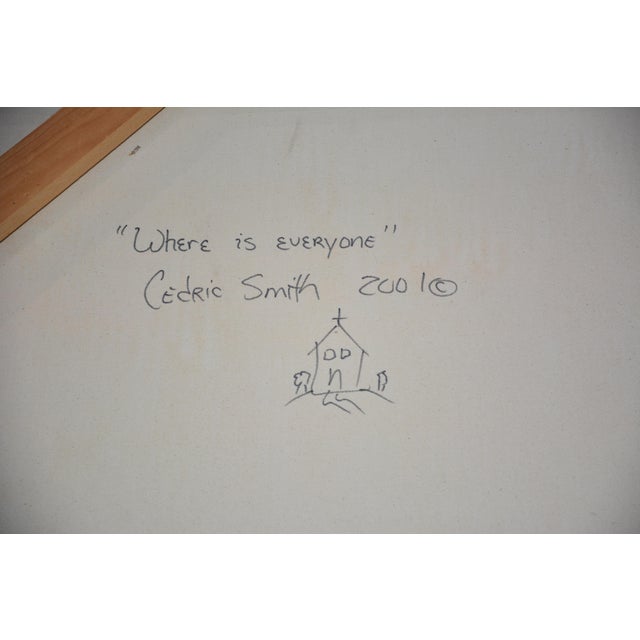 "Where is everyone"
Cedric Smith 2001©